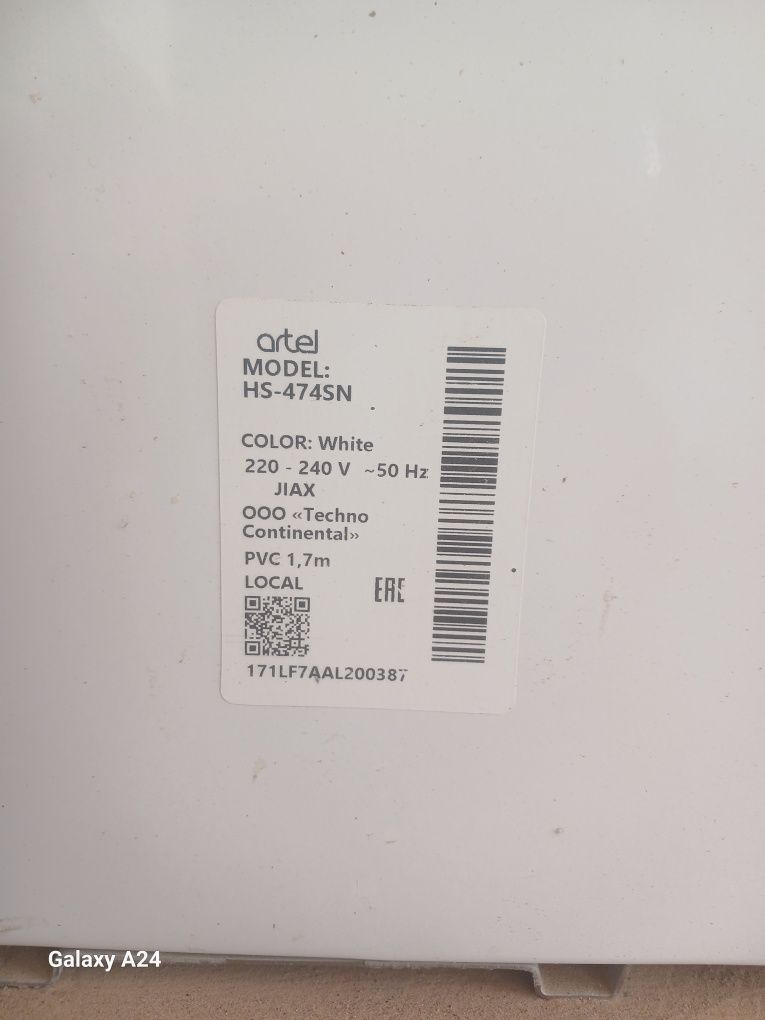 artel
MODEL:
HS-474SN
COLOR: White
220 - 240 V ~50 Hz
JIAX
ООО «Techno
Continental»
PVC 1,7m
LOCAL
EAC
171LF7AAL200387
Galaxy A24